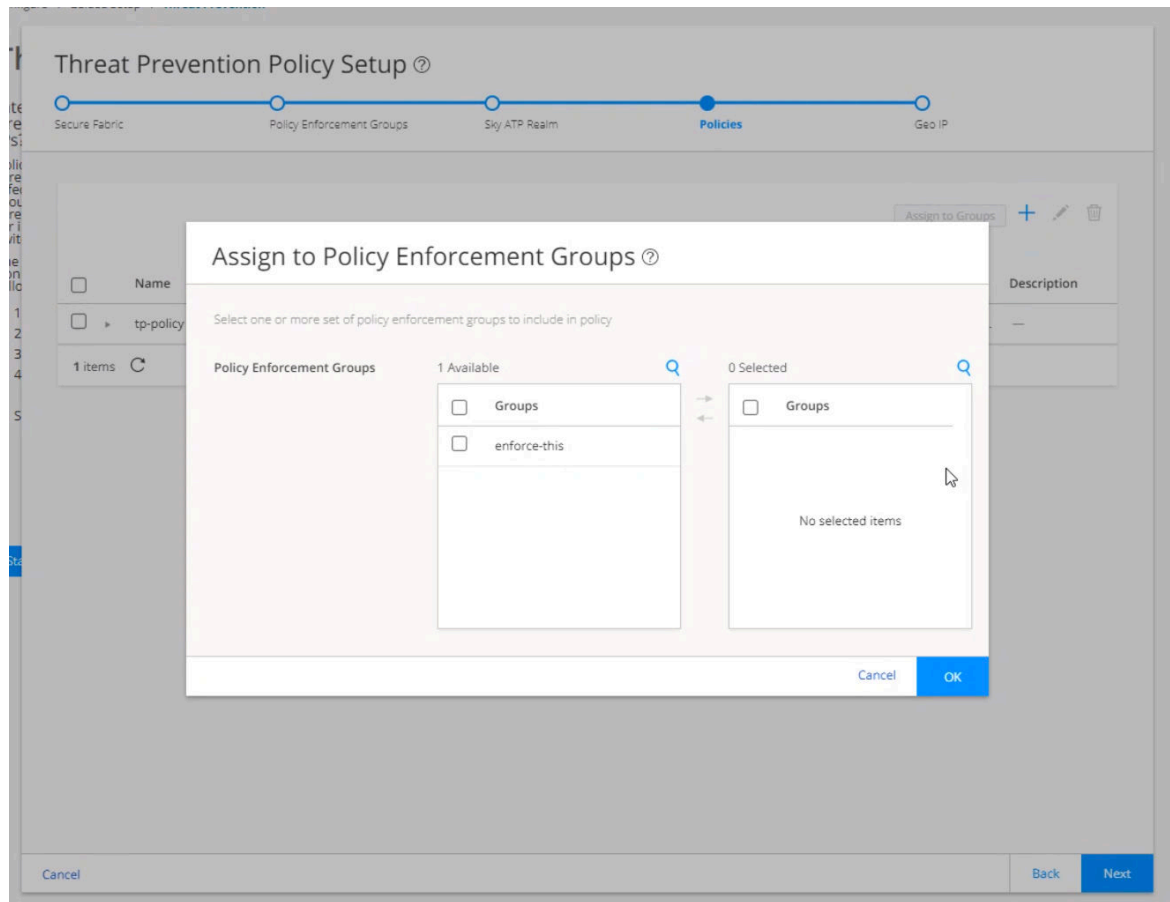 Threat Prevention Policy Setup ?
Secure Fabric
Policy Enforcement Groups
Sky ATP Realm
Policies
Geo IP
Assign to Groups
Assign to Policy Enforcement Groups ?
Name
Description
Select one or more set of policy enforcement groups to include in policy
tp-policy
—
1 items
Policy Enforcement Groups
1 Available
0 Selected
Groups
Groups
enforce-this
No selected items
Cancel
OK
Cancel
Back
Next